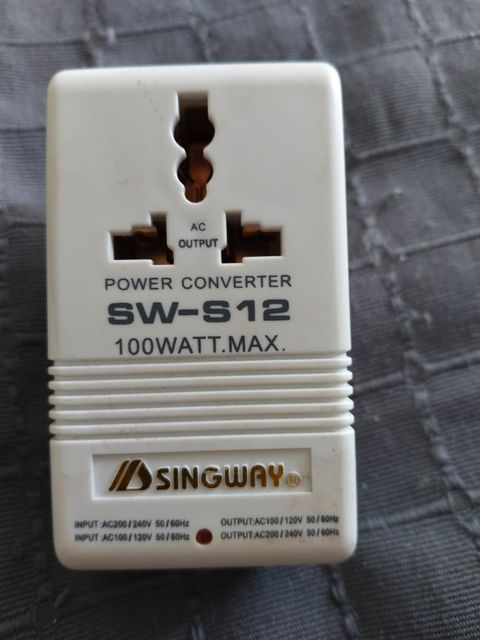 AC
OUTPUT
POWER CONVERTER
SW-S12
100WATT.MAX.
SINGWAY®
INPUT:AC200/240V 50/60Hz OUTPUT:AC100/120V 50/60Hz
INPUT:AC100/120V 50/60Hz OUTPUT:AC200/240V 50/60Hz